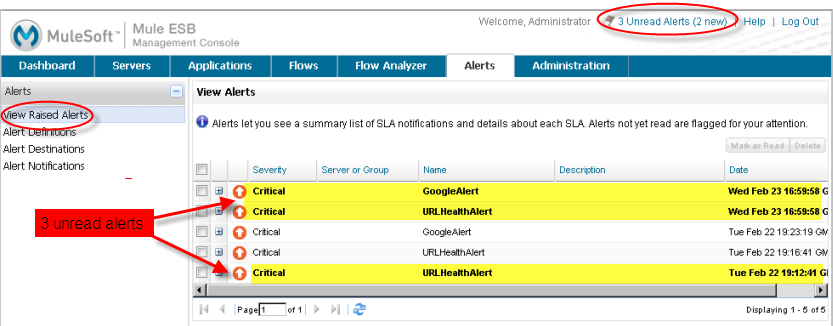 MuleSoft™ Mule ESB Management Console
Welcome, Administrator 3 Unread Alerts (2 new) | Help | Log Out
Dashboard Servers Applications Flows Flow Analyzer Alerts Administration
Alerts
View Raised Alerts
Alert Definitions
Alert Destinations
Alert Notifications
3 unread alerts
View Alerts
Alerts let you see a summary list of SLA notifications and details about each SLA. Alerts not yet read are flagged for your attention.
Mark as Read Delete
Severity Server or Group Name Description Date
Critical GoogleAlert Wed Feb 23 16:59:58 G
Critical URLHealthAlert Wed Feb 23 16:59:58 G
Critical GoogleAlert Tue Feb 22 19:23:19 GM
Critical URLHealthAlert Tue Feb 22 19:16:41 GM
Critical URLHealthAlert Tue Feb 22 19:12:41 G
Page 1 of 1 Displaying 1 - 5 of 5